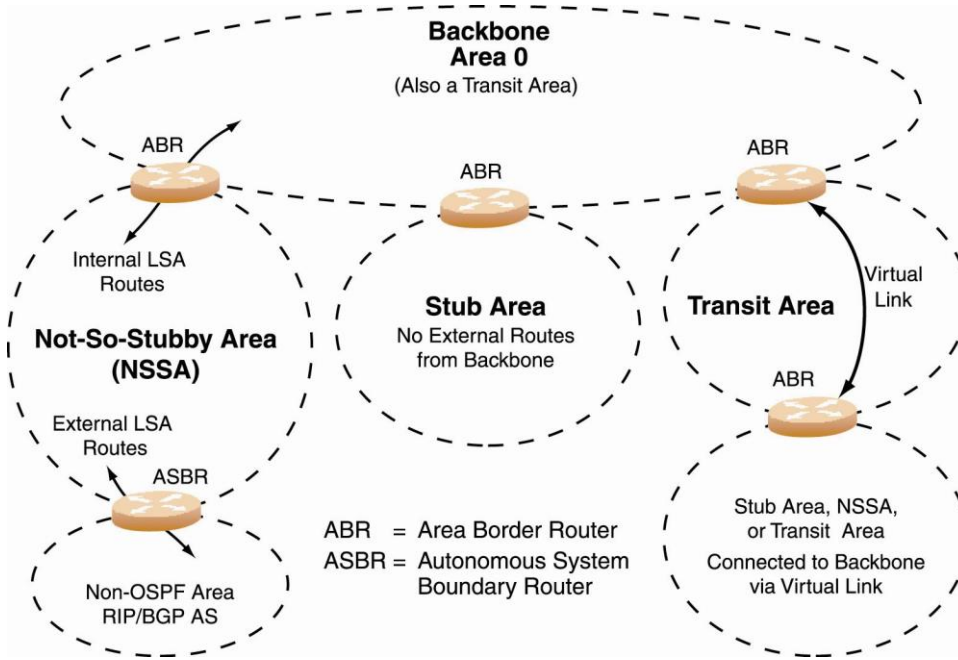 Backbone
Area 0
(Also a Transit Area)
ABR
ABR
ABR
Internal LSA
Routes
Not-So-Stubby Area
(NSSA)
External LSA
Routes
ASBR
Non-OSPF Area
RIP/BGP AS
Stub Area
No External Routes
from Backbone
Transit Area
Virtual
Link
ABR
Stub Area, NSSA,
or Transit Area
Connected to Backbone
via Virtual Link
ABR = Area Border Router
ASBR = Autonomous System
Boundary Router